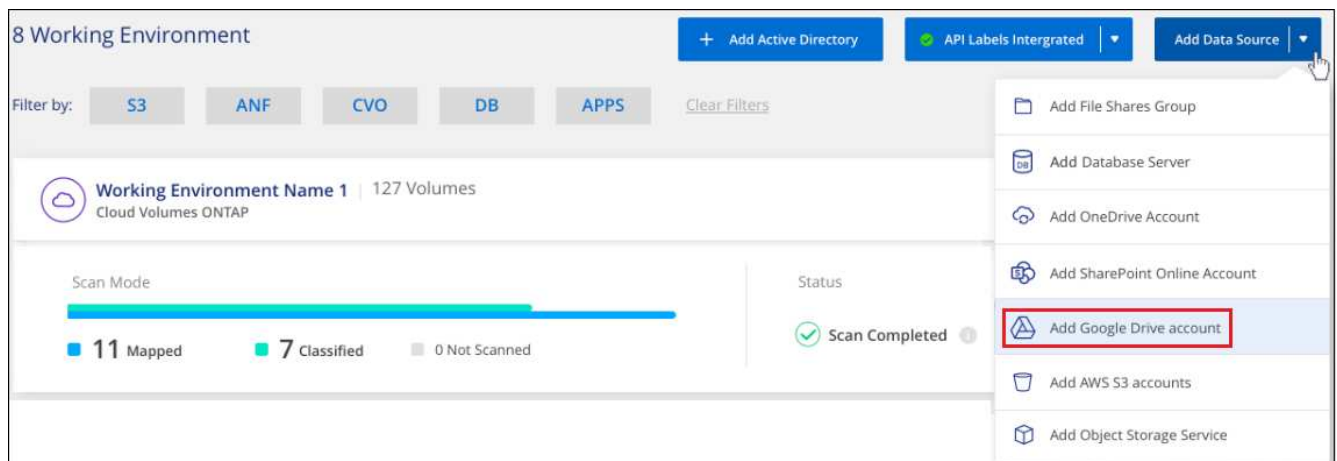 8 Working Environment
+ Add Active Directory
API Labels Intergrated
Add Data Source
Filter by: S3 ANF CVO DB APPS Clear Filters
Add File Shares Group
DB Add Database Server
Working Environment Name 1 | 127 Volumes
Cloud Volumes ONTAP
Add OneDrive Account
S Add SharePoint Online Account
Scan Mode
Status
Add Google Drive account
11 Mapped 7 Classified 0 Not Scanned
Scan Completed
Add AWS S3 accounts
Add Object Storage Service